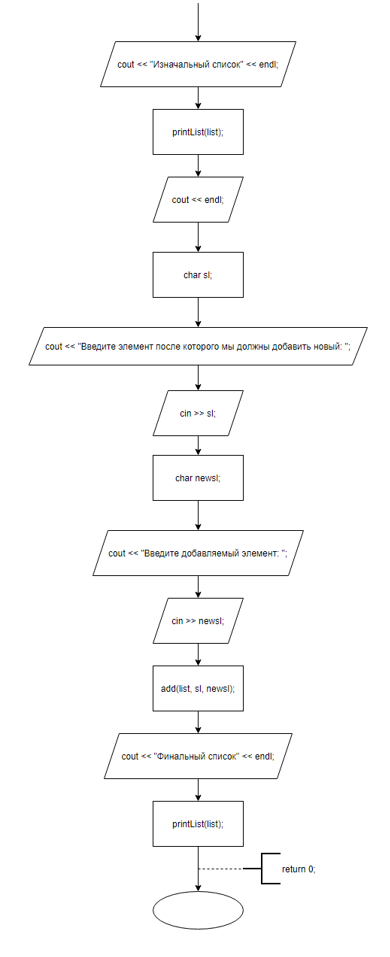 cout << "Изначальный список" << endl;
printList(list);
cout << endl;
char sl;
cout << "Введите элемент после которого мы должны добавить новый: ";
cin >> sl;
char newsl;
cout << "Введите добавляемый элемент: ";
cin >> newsl;
add(list, sl, newsl);
cout << "Финальный список" << endl;
printList(list);
return 0;